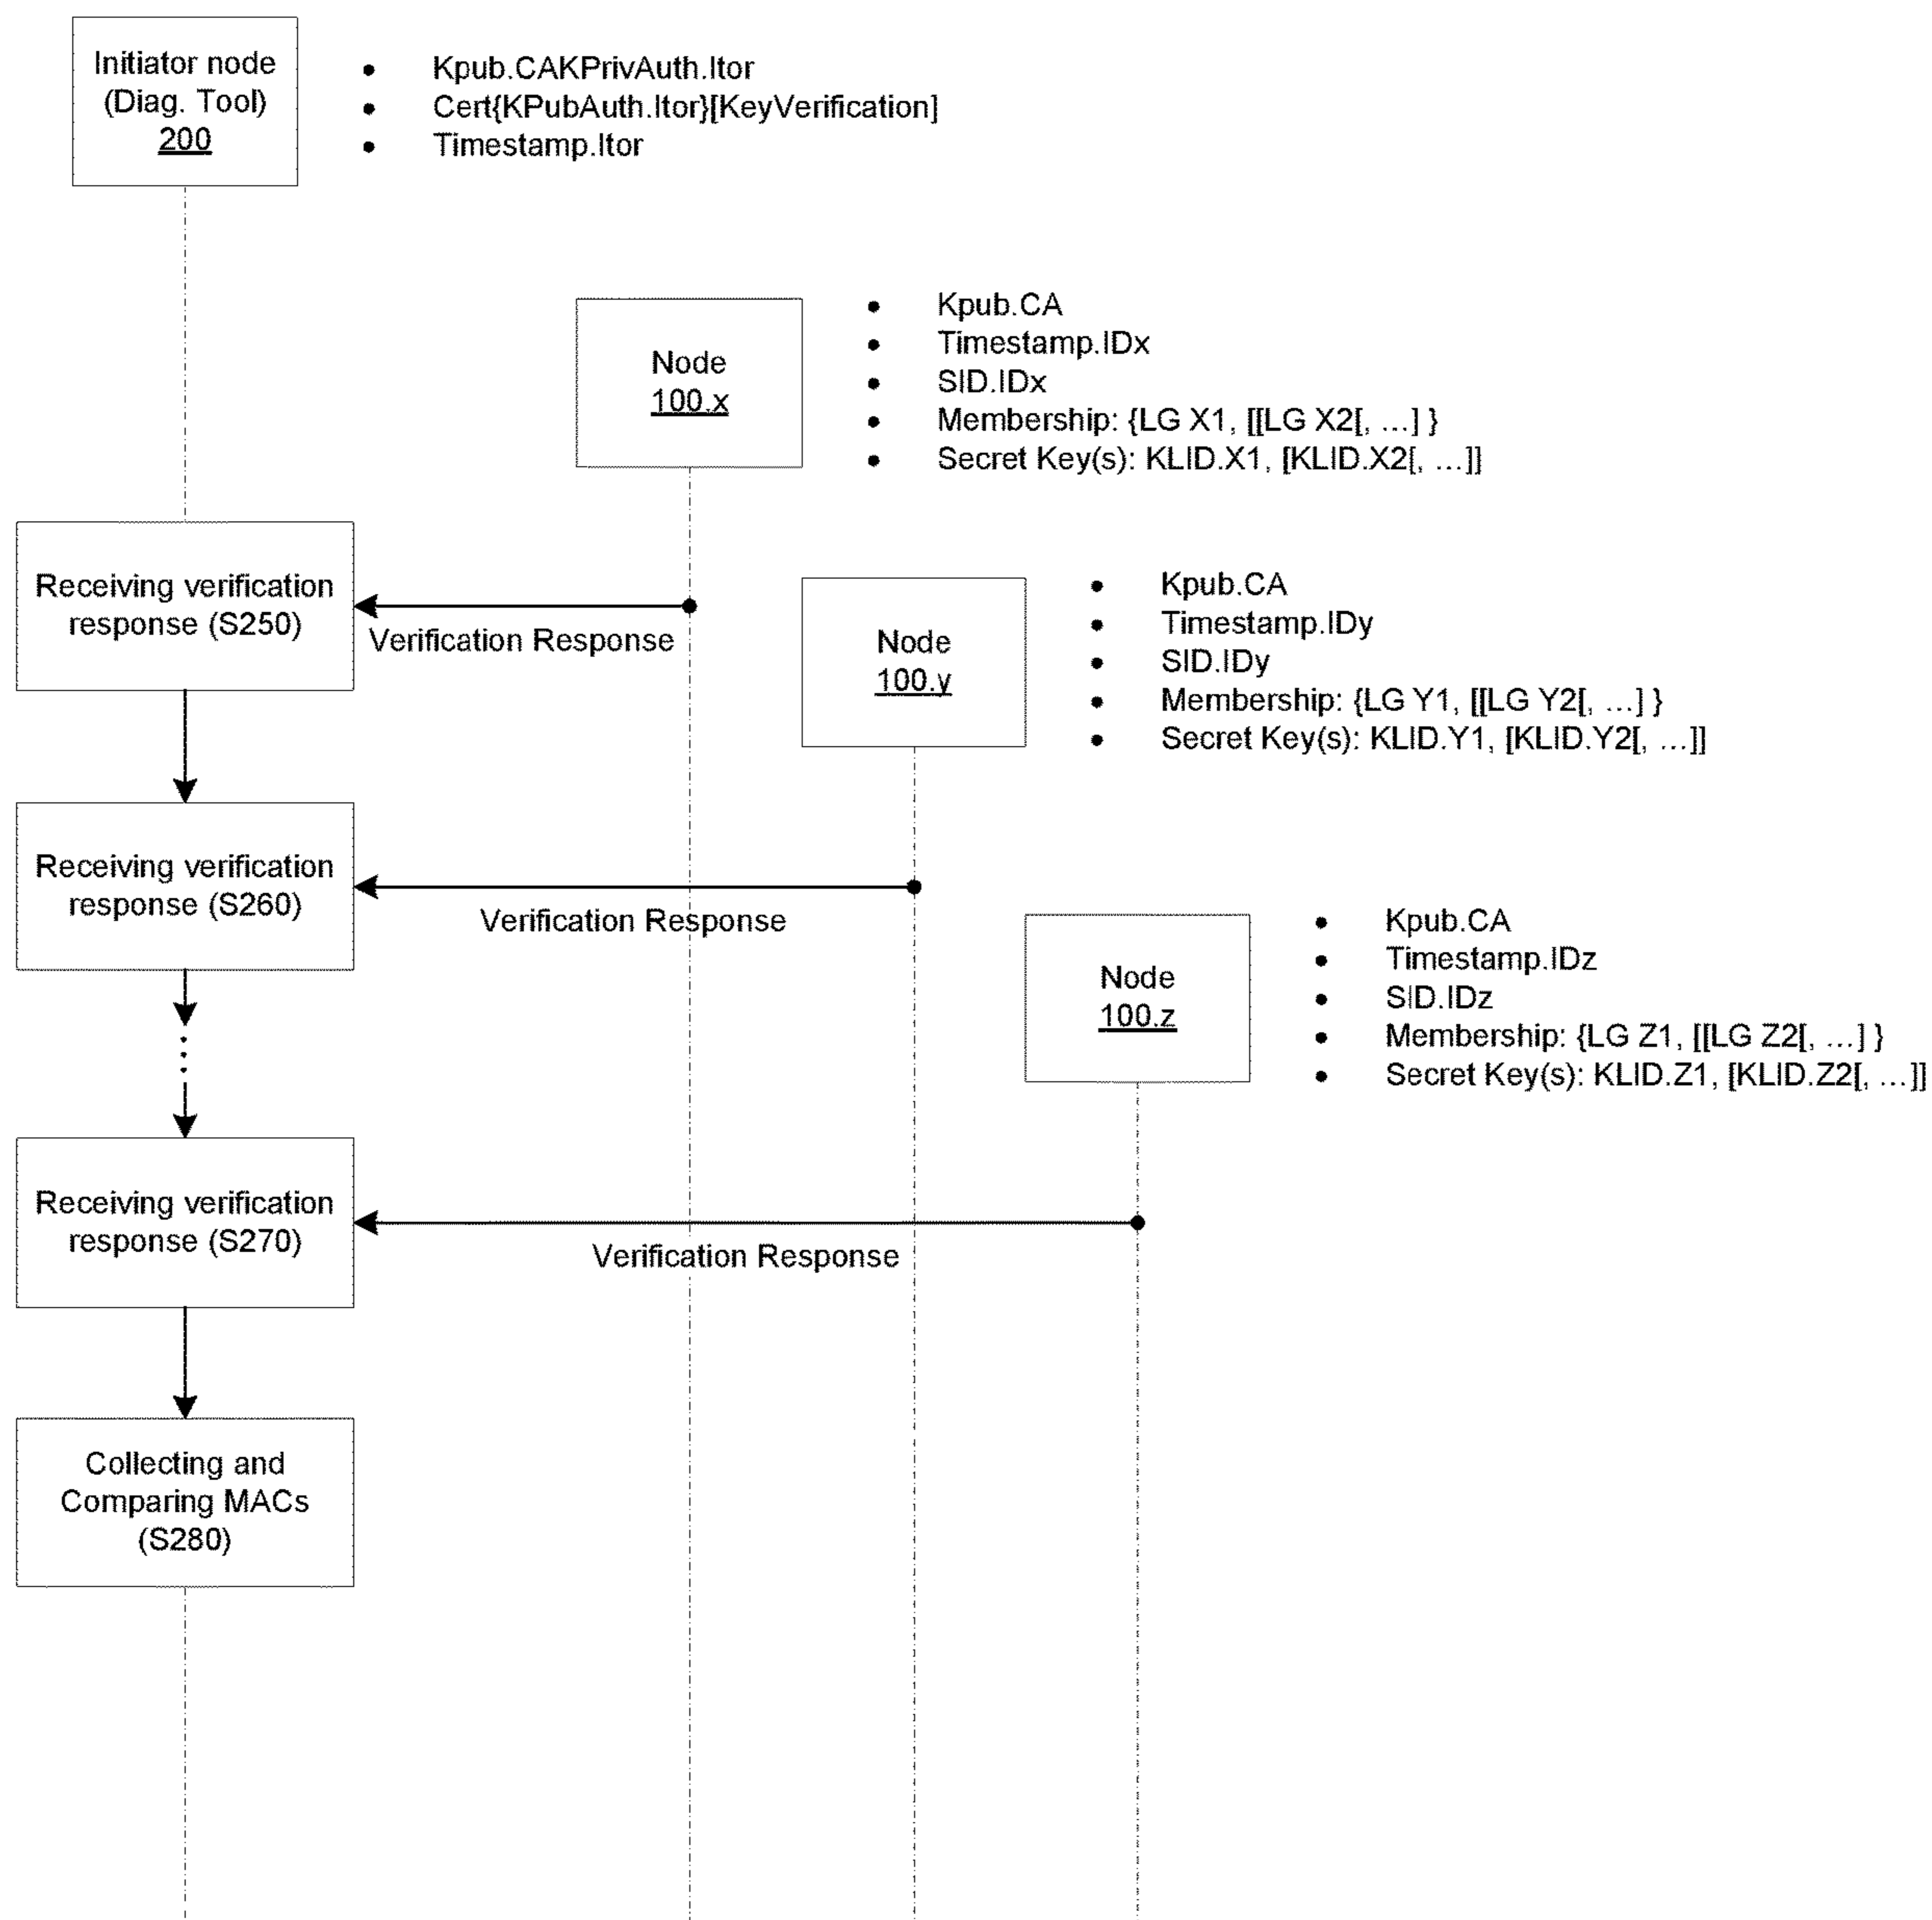 Initiator node
(Diag. Tool)
200
• Kpub.CAKPrivAuth.Itor
• Cert{KPubAuth.Itor}[KeyVerification]
• Timestamp.Itor
Node
100.x
• Kpub.CA
• Timestamp.IDx
• SID.IDx
• Membership: {LG X1, [[LG X2[, ...] }
• Secret Key(s): KLID.X1, [KLID.X2[, ...]]
Receiving verification
response (S250)
Verification Response
Node
100.y
• Kpub.CA
• Timestamp.IDy
• SID.IDy
• Membership: {LG Y1, [[LG Y2[, ...] }
• Secret Key(s): KLID.Y1, [KLID.Y2[, ...]]
Receiving verification
response (S260)
Verification Response
Node
100.z
• Kpub.CA
• Timestamp.IDz
• SID.IDz
• Membership: {LG Z1, [[LG Z2[, ...] }
• Secret Key(s): KLID.Z1, [KLID.Z2[, ...]]
Receiving verification
response (S270)
Verification Response
Collecting and
Comparing MACs
(S280)